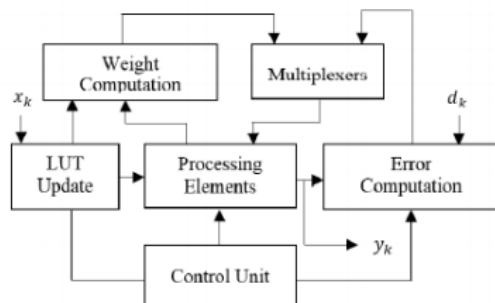 Weight
Computation
Multiplexers
x_k
d_k
LUT
Update
Processing
Elements
Error
Computation
y_k
Control Unit